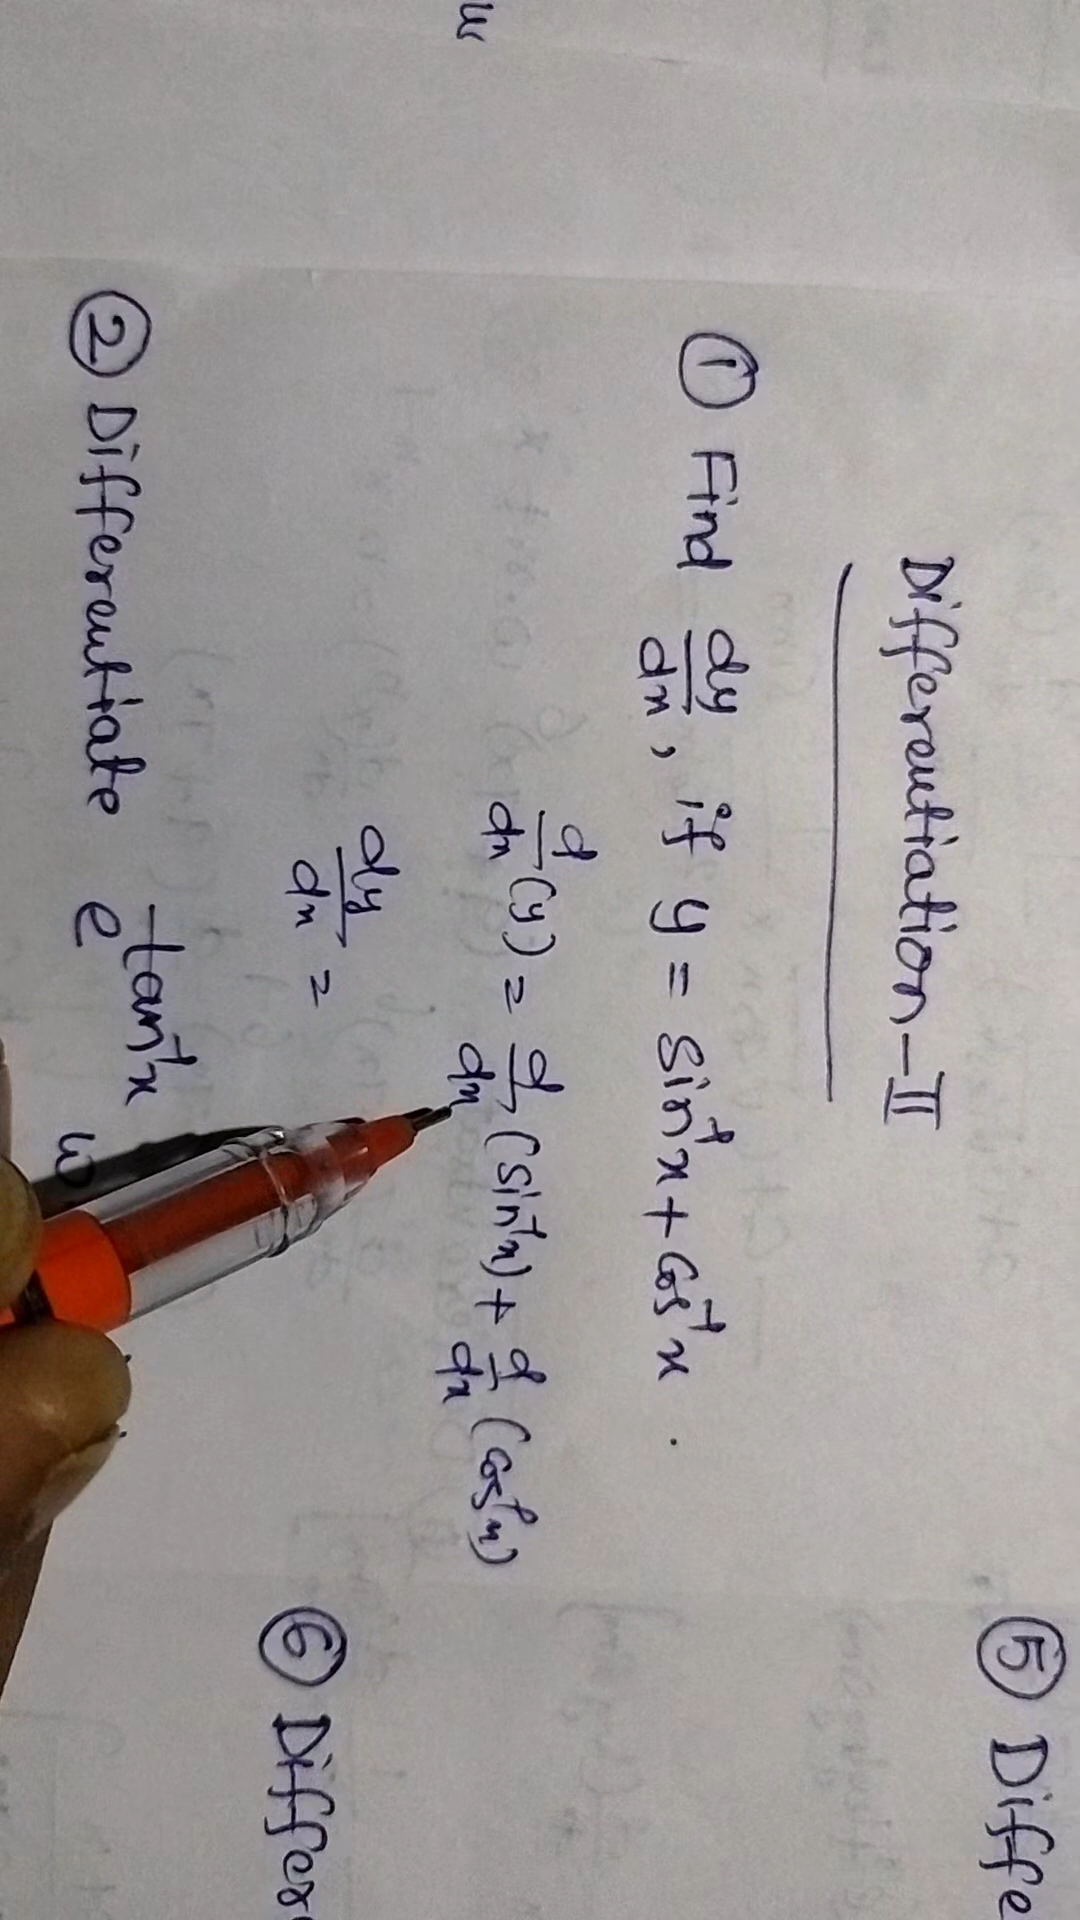 Differentiation-II
① Find dy/dx, if y = sin⁻¹x + cos⁻¹x.
d/dx (y) = d/dx (sin⁻¹x) + d/dx (cos⁻¹x)
dy/dx =
② Differentiate e^tan⁻¹x w
⑤ Diffe
⑥ Differ